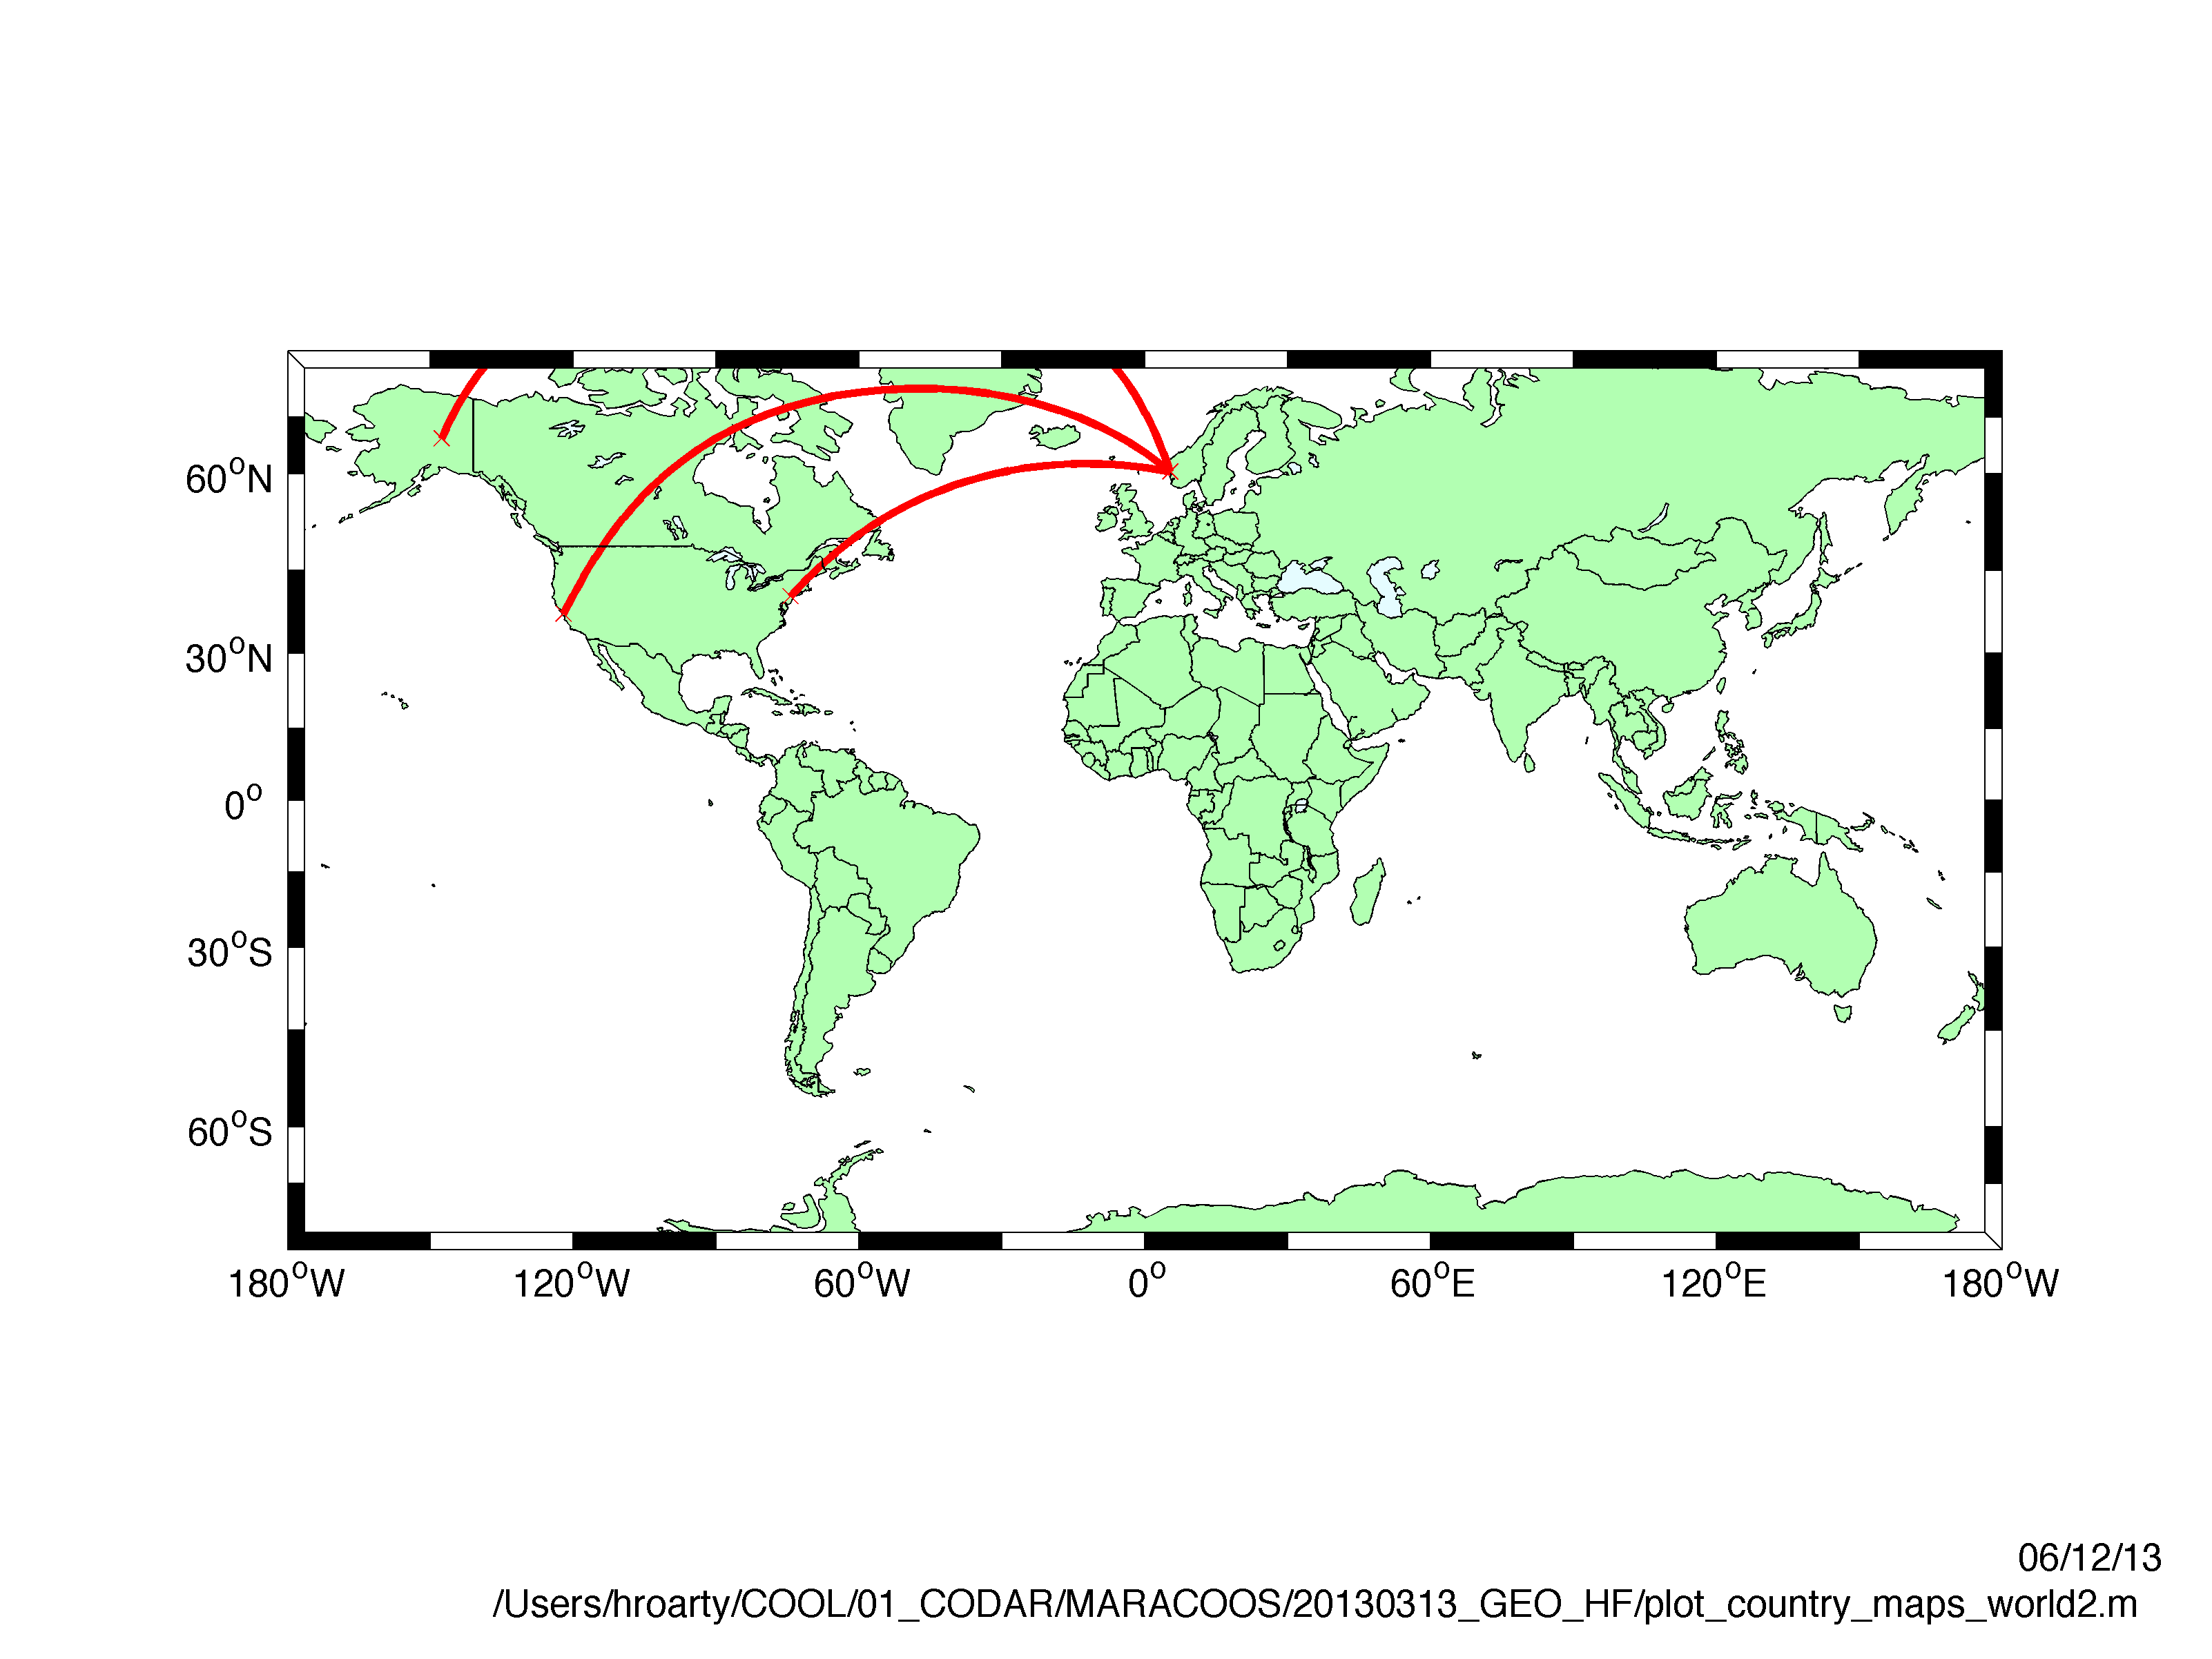 60°N
30°N
0°
30°S
60°S
180°W 120°W 60°W 0° 60°E 120°E 180°W
06/12/13
/Users/hroarty/COOL/01_CODAR/MARACOOS/20130313_GEO_HF/plot_country_maps_world2.m